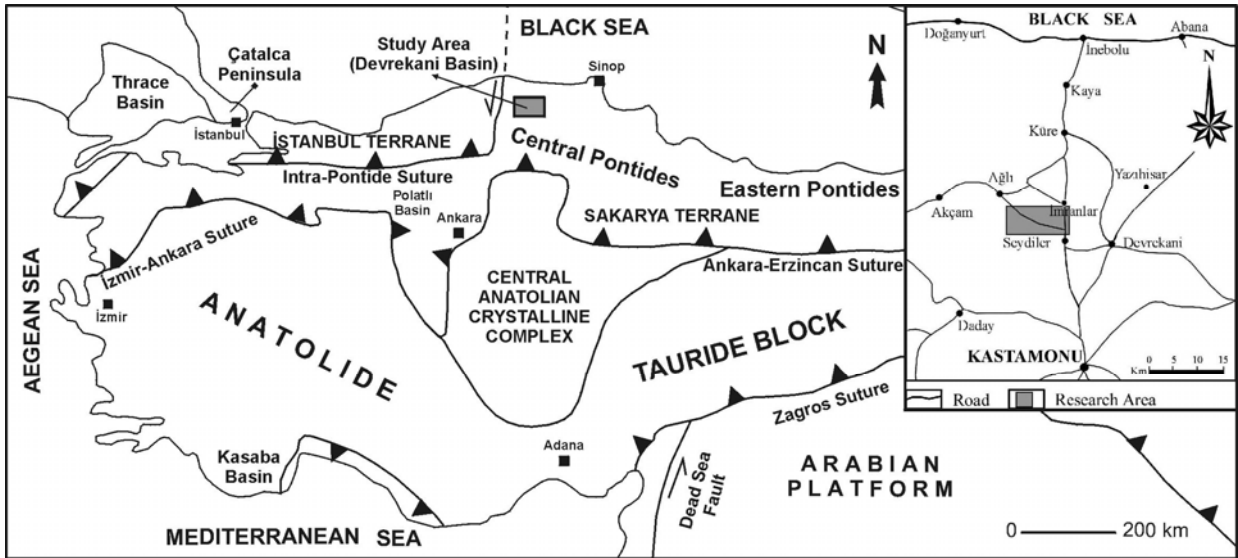 BLACK SEA
Study Area
(Devrekani Basin)
Çatalca
Peninsula
Thrace
Basin
İstanbul
N
Sinop
İSTANBUL TERRANE
Intra-Pontide Suture
Central Pontides
Eastern Pontides
Polatlı
Basin
Ankara
SAKARYA TERRANE
Ankara-Erzincan Suture
İzmir-Ankara Suture
AEGEAN SEA
İzmir
ANATOLIDE
CENTRAL
ANATOLIAN
CRYSTALLINE
COMPLEX
TAURIDE BLOCK
Zagros Suture
Kasaba
Basin
Adana
Dead Sea
Fault
ARABIAN
PLATFORM
MEDITERRANEAN SEA
0 200 km
BLACK SEA
Doğanyurt
Abana
İnebolu
N
Kaya
Küre
Ağlı
Yazıhisar
Akçam
İmranlar
Seydiler
Devrekani
Daday
KASTAMONU
0 5 10 15
Km
Road
Research Area